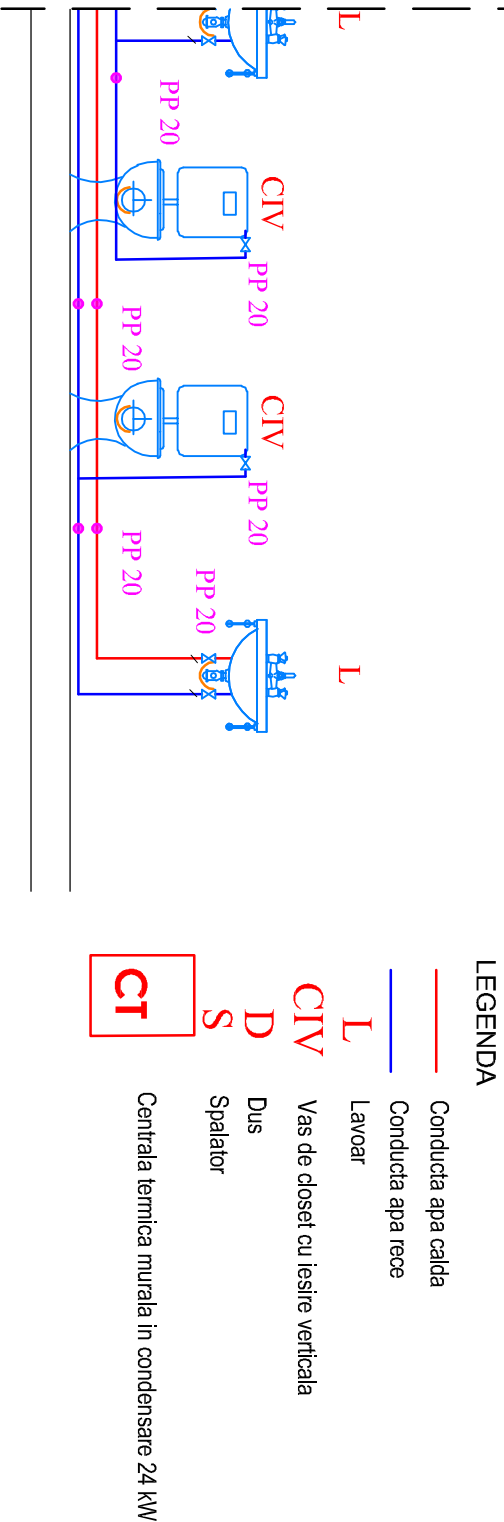 L
PP 20
CIV
PP 20
PP 20
CIV
PP 20
PP 20
PP 20
L
LEGENDA
Conducta apa calda
Conducta apa rece
L Lavoar
CIV Vas de closet cu iesire verticala
D Dus
S Spalator
CT Centrala termica murala in condensare 24 kW